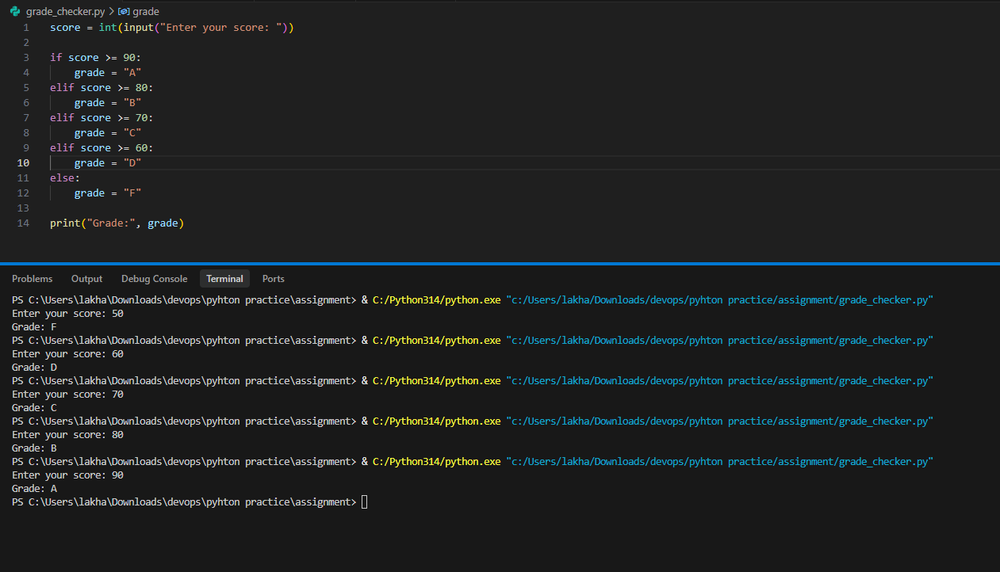 grade_checker.py > grade
1 score = int(input("Enter your score: "))
2
3 if score >= 90:
4     grade = "A"
5 elif score >= 80:
6     grade = "B"
7 elif score >= 70:
8     grade = "C"
9 elif score >= 60:
10     grade = "D"
11 else:
12     grade = "F"
13
14 print("Grade:", grade)
Problems Output Debug Console Terminal Ports
PS C:\Users\lakha\Downloads\devops\pyhton practice\assignment> & C:/Python314/python.exe "c:/Users/lakha/Downloads/devops/pyhton practice/assignment/grade_checker.py"
Enter your score: 50
Grade: F
PS C:\Users\lakha\Downloads\devops\pyhton practice\assignment> & C:/Python314/python.exe "c:/Users/lakha/Downloads/devops/pyhton practice/assignment/grade_checker.py"
Enter your score: 60
Grade: D
PS C:\Users\lakha\Downloads\devops\pyhton practice\assignment> & C:/Python314/python.exe "c:/Users/lakha/Downloads/devops/pyhton practice/assignment/grade_checker.py"
Enter your score: 70
Grade: C
PS C:\Users\lakha\Downloads\devops\pyhton practice\assignment> & C:/Python314/python.exe "c:/Users/lakha/Downloads/devops/pyhton practice/assignment/grade_checker.py"
Enter your score: 80
Grade: B
PS C:\Users\lakha\Downloads\devops\pyhton practice\assignment> & C:/Python314/python.exe "c:/Users/lakha/Downloads/devops/pyhton practice/assignment/grade_checker.py"
Enter your score: 90
Grade: A
PS C:\Users\lakha\Downloads\devops\pyhton practice\assignment>